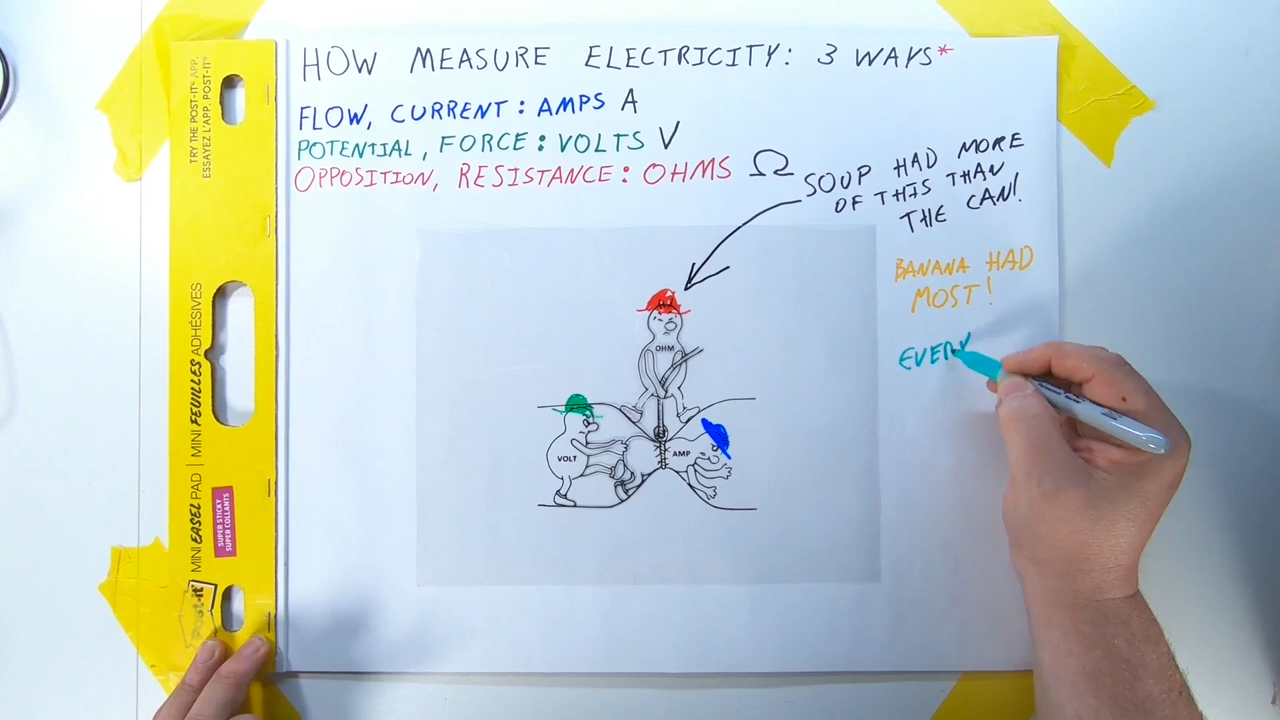 HOW MEASURE ELECTRICITY: 3 WAYS*
FLOW, CURRENT: AMPS A
POTENTIAL, FORCE: VOLTS V
OPPOSITION, RESISTANCE: OHMS Ω
SOUP HAD MORE
OF THIS THAN
THE CAN!
BANANA HAD
MOST!
EVERY
OHM
VOLT
AMP
TRY THE POST-IT® APP.
ESSAYEZ L'APP. POST-IT®
MINI EASEL PAD | MINI FEUILLES ADHÉSIVES
SUPER STICKY
SUPER COLLANTS
Post-it